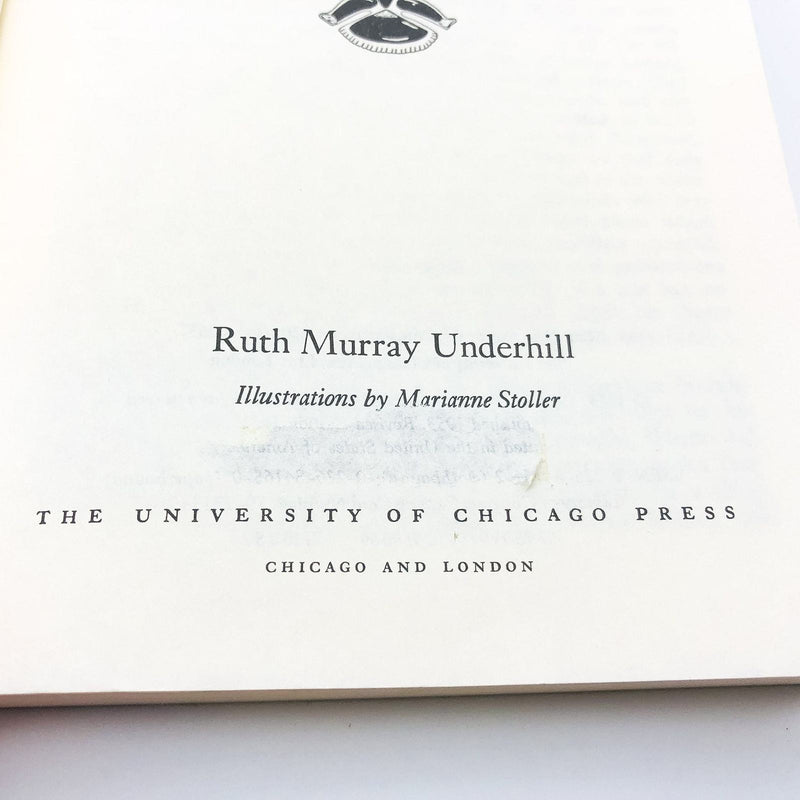 Ruth Murray Underhill
Illustrations by Marianne Stoller
THE UNIVERSITY OF CHICAGO PRESS
CHICAGO AND LONDON